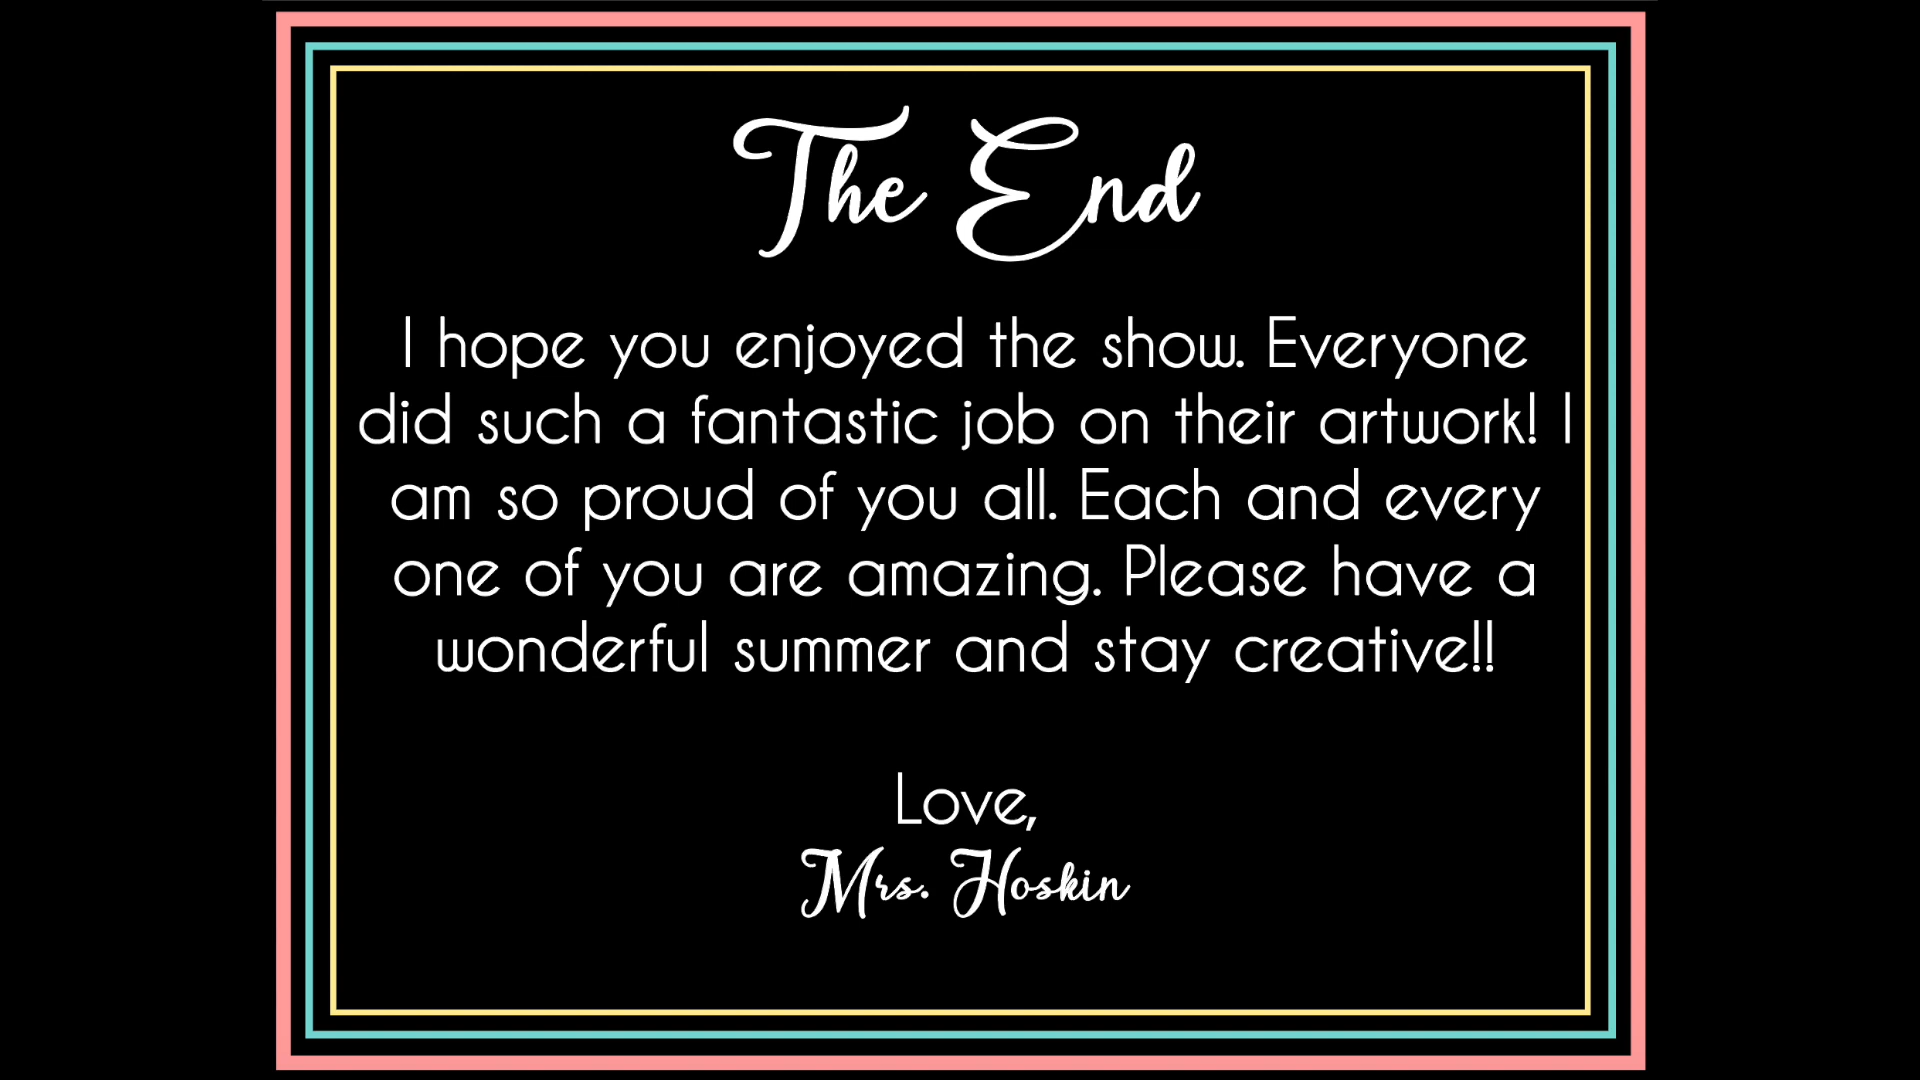 The End
I hope you enjoyed the show. Everyone
did such a fantastic job on their artwork! I
am so proud of you all. Each and every
one of you are amazing. Please have a
wonderful summer and stay creative!!
Love,
Mrs. Hoskin